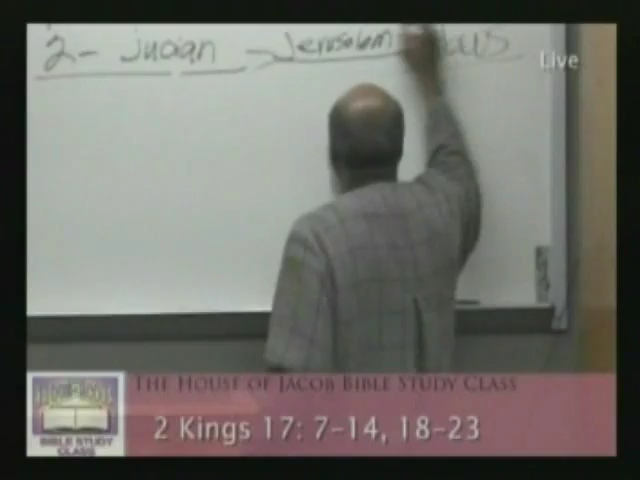 2- Judah - Jerusalem
Live
THE HOUSE OF JACOB BIBLE STUDY CLASS
2 Kings 17: 7-14, 18-23
BIBLE STUDY
CLASS